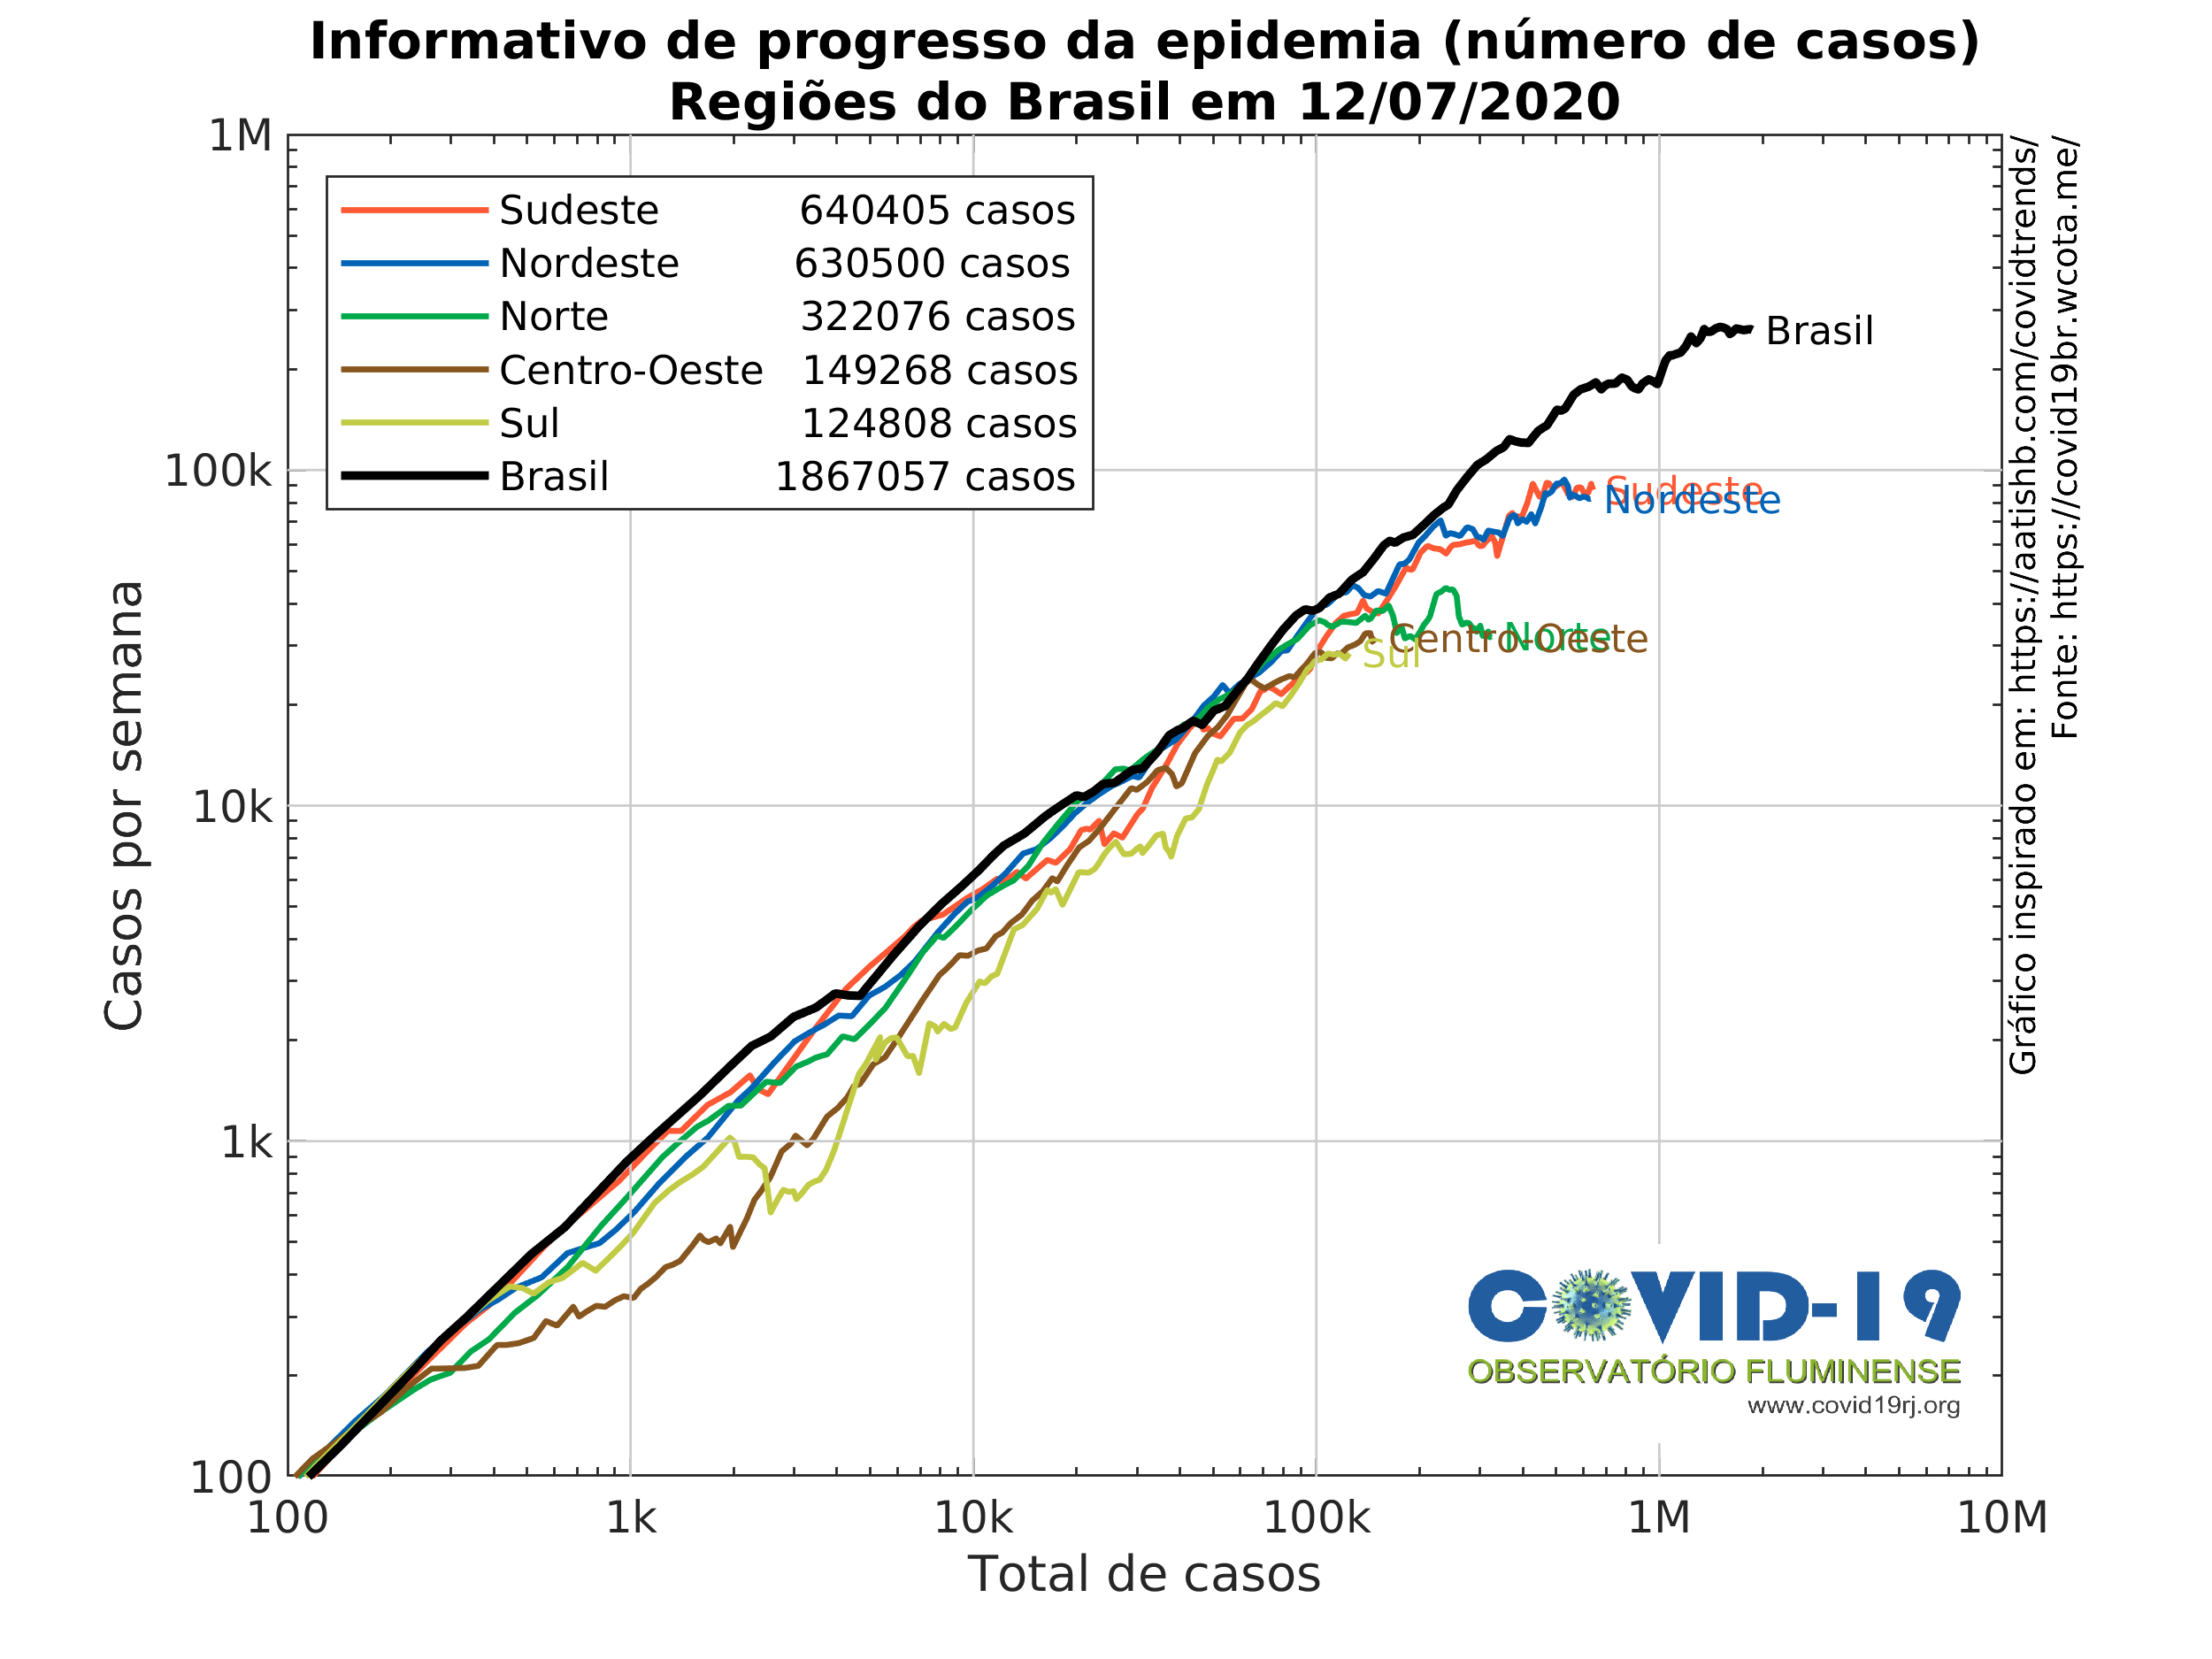 Informativo de progresso da epidemia (número de casos)
Regiões do Brasil em 12/07/2020
Sudeste 640405 casos
Nordeste 630500 casos
Norte 322076 casos
Centro-Oeste 149268 casos
Sul 124808 casos
Brasil 1867057 casos
1M
100k
10k
1k
100
Casos por semana
Brasil
Sudeste
Nordeste
Norte
Centro-Oeste
Sul
Gráfico inspirado em: https://aatishb.com/covidtrends/
Fonte: https://covid19br.wcota.me/
COVID-19
OBSERVATÓRIO FLUMINENSE
www.covid19rj.org
100
1k
10k
100k
1M
10M
Total de casos